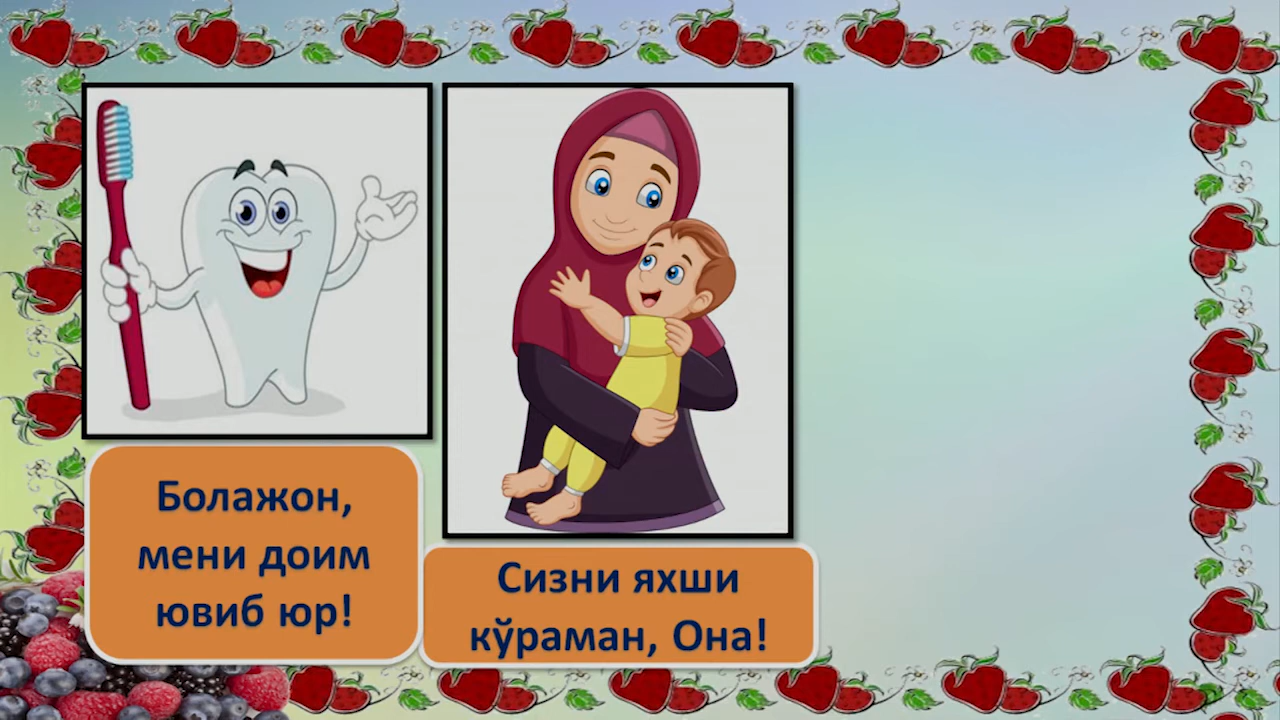 Болажон,
мени доим
ювиб юр!
Сизни яхши
кўраман, Она!